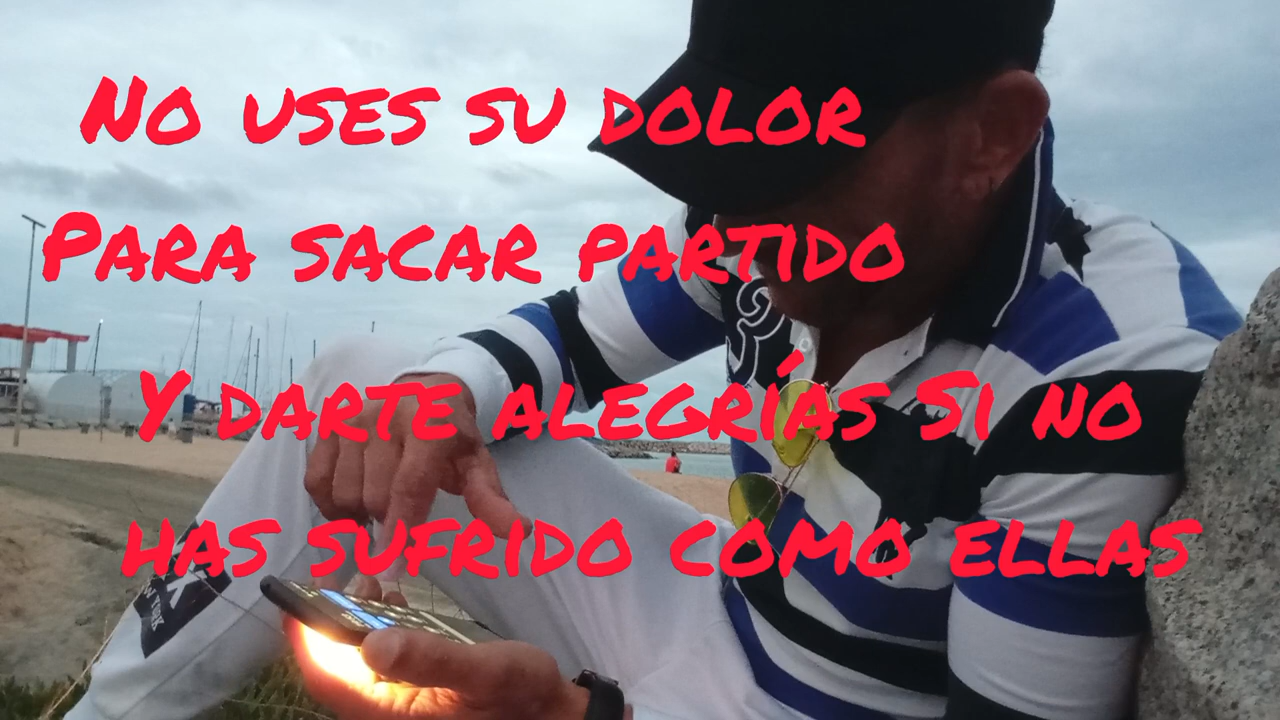 No uses su dolor
Para sacar partido
Y darte alegrías Si no
has sufrido como ellas